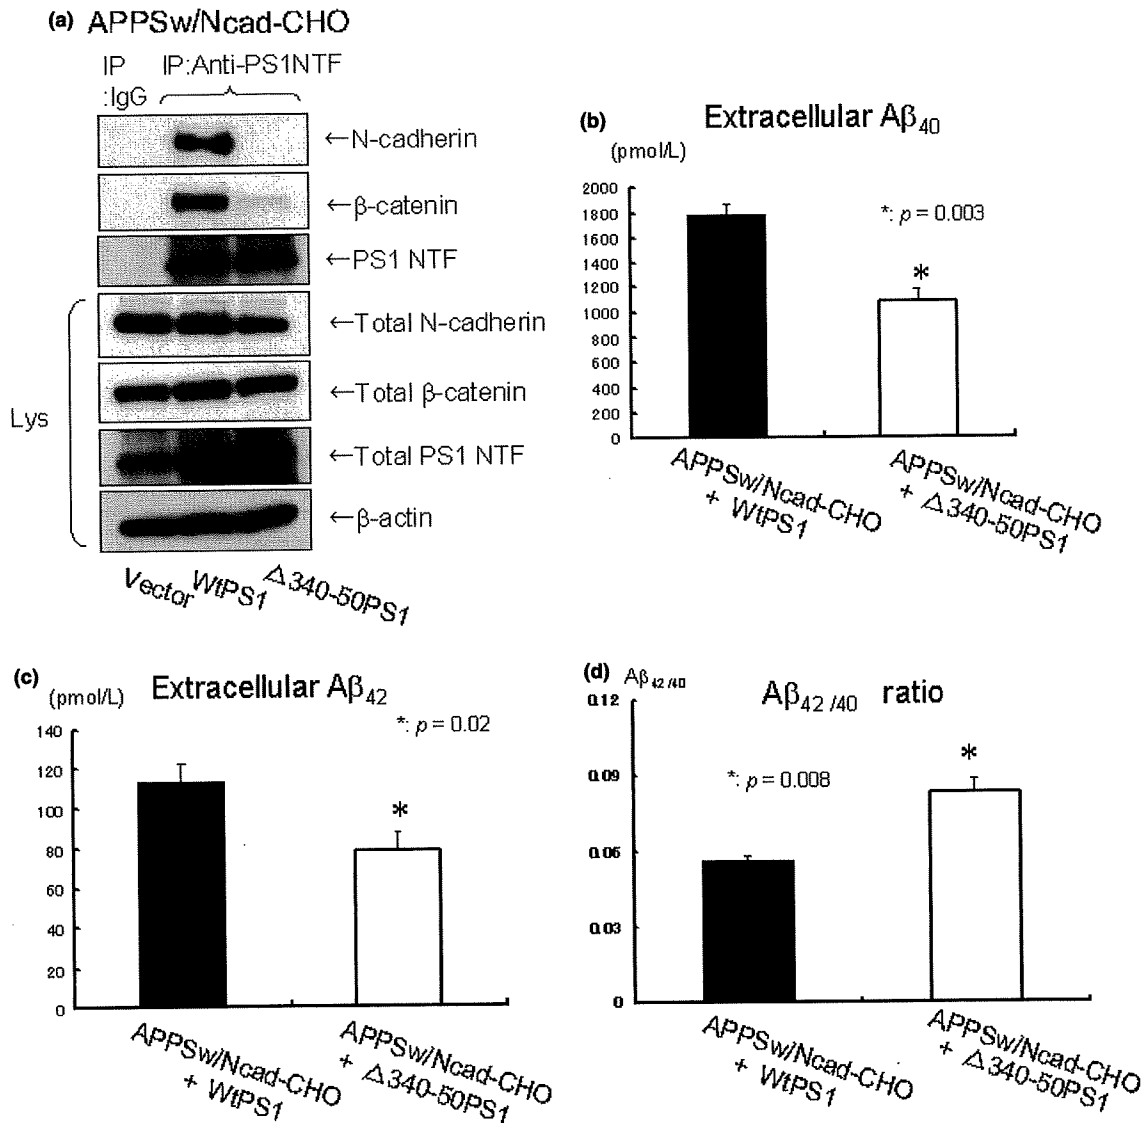 (a) APPSw/Ncad-CHO
IP IP:Anti-PS1NTF
:IgG
←N-cadherin
←β-catenin
←PS1 NTF
←Total N-cadherin
←Total β-catenin
Lys
←Total PS1 NTF
←β-actin
Vector WtPS1 △340-50PS1
(b) Extracellular Aβ40
(pmol/L)
2000
1800
1600
1400
1200
1000
800
600
400
200
0
*: p = 0.003
*
APPSw/Ncad-CHO
+ WtPS1
APPSw/Ncad-CHO
+ △340-50PS1
(c) (pmol/L) Extracellular Aβ42
*: p = 0.02
140
120
100
80
60
40
20
0
*
APPSw/Ncad-CHO
+ WtPS1
APPSw/Ncad-CHO
+ △340-50PS1
(d) Aβ42/40
Aβ42/40 ratio
0.12
0.09
0.06
0.03
0
*: p = 0.008
*
APPSw/Ncad-CHO
+ WtPS1
APPSw/Ncad-CHO
+ △340-50PS1